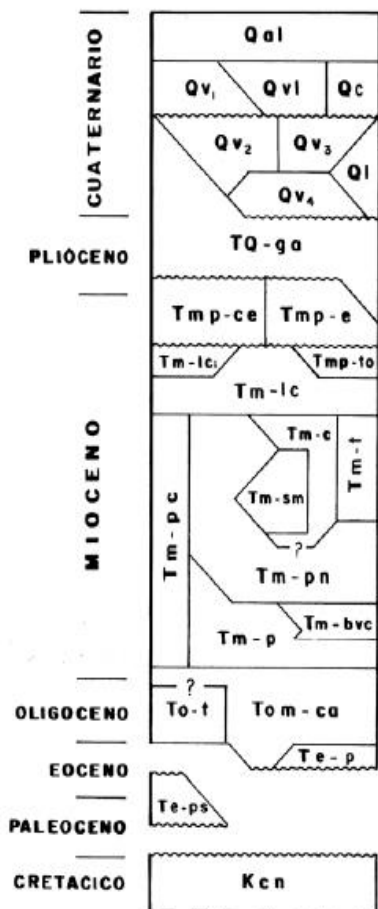 Qal
CUATERNARIO
Qv₁ Qvl Qc
Qv₂ Qv₃
Ql
Qv₄
PLIOCENO
TQ-ga
Tmp-ce Tmp-e
Tm-lc₁ Tmp-to
Tm-lc
MIOCENO
Tm-pc
Tm-c
Tm-t
Tm-sm
?
Tm-pn
Tm-bvc
Tm-p
?
OLIGOCENO
To-t Tom-ca
Te-p
EOCENO
Te-ps
PALEOCENO
CRETACICO
Kcn